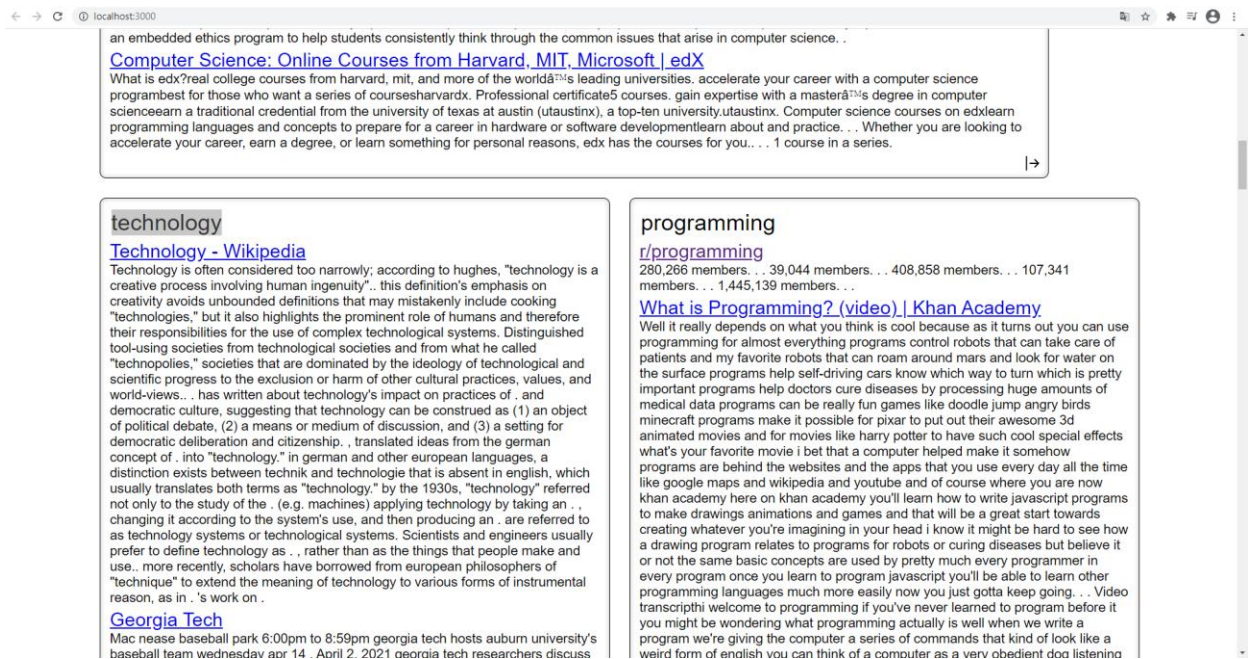 localhost:3000
an embedded ethics program to help students consistently think through the common issues that arise in computer science. .
Computer Science: Online Courses from Harvard, MIT, Microsoft | edX
What is edx?real college courses from harvard, mit, and more of the worldâ™s leading universities. accelerate your career with a computer science
programbest for those who want a series of coursesharvardx. Professional certificate5 courses. gain expertise with a masterâ™s degree in computer
scienceearn a traditional credential from the university of texas at austin (utaustinx), a top-ten university.utaustinx. Computer science courses on edxlearn
programming languages and concepts to prepare for a career in hardware or software developmentlearn about and practice. . . Whether you are looking to
accelerate your career, earn a degree, or learn something for personal reasons, edx has the courses for you.. . . 1 course in a series.
technology
Technology - Wikipedia
Technology is often considered too narrowly; according to hughes, "technology is a
creative process involving human ingenuity".. this definition's emphasis on
creativity avoids unbounded definitions that may mistakenly include cooking
"technologies," but it also highlights the prominent role of humans and therefore
their responsibilities for the use of complex technological systems. Distinguished
tool-using societies from technological societies and from what he called
"technopolies," societies that are dominated by the ideology of technological and
scientific progress to the exclusion or harm of other cultural practices, values, and
world-views.. . has written about technology's impact on practices of . and
democratic culture, suggesting that technology can be construed as (1) an object
of political debate, (2) a means or medium of discussion, and (3) a setting for
democratic deliberation and citizenship. , translated ideas from the german
concept of . into "technology." in german and other european languages, a
distinction exists between technik and technologie that is absent in english, which
usually translates both terms as "technology." by the 1930s, "technology" referred
not only to the study of the . (e.g. machines) applying technology by taking an . ,
changing it according to the system's use, and then producing an . are referred to
as technology systems or technological systems. Scientists and engineers usually
prefer to define technology as . , rather than as the things that people make and
use.. more recently, scholars have borrowed from european philosophers of
"technique" to extend the meaning of technology to various forms of instrumental
reason, as in . 's work on .
Georgia Tech
Mac nease baseball park 6:00pm to 8:59pm georgia tech hosts auburn university's
baseball team wednesday apr 14 . April 2, 2021 georgia tech researchers discuss
programming
r/programming
280,266 members. . . 39,044 members. . . 408,858 members. . . 107,341
members. . . 1,445,139 members. . .
What is Programming? (video) | Khan Academy
Well it really depends on what you think is cool because as it turns out you can use
programming for almost everything programs control robots that can take care of
patients and my favorite robots that can roam around mars and look for water on
the surface programs help self-driving cars know which way to turn which is pretty
important programs help doctors cure diseases by processing huge amounts of
medical data programs can be really fun games like doodle jump angry birds
minecraft programs make it possible for pixar to put out their awesome 3d
animated movies and for movies like harry potter to have such cool special effects
what's your favorite movie i bet that a computer helped make it somehow
programs are behind the websites and the apps that you use every day all the time
like google maps and wikipedia and youtube and of course where you are now
khan academy here on khan academy you'll learn how to write javascript programs
to make drawings animations and games and that will be a great start towards
creating whatever you're imagining in your head i know it might be hard to see how
a drawing program relates to programs for robots or curing diseases but believe it
or not the same basic concepts are used by pretty much every programmer in
every program once you learn to program javascript you'll be able to learn other
programming languages much more easily now you just gotta keep going. . . Video
transcripthi welcome to programming if you've never learned to program before it
you might be wondering what programming actually is well when we write a
program we're giving the computer a series of commands that kind of look like a
weird form of english you can think of a computer as a very obedient dog listening